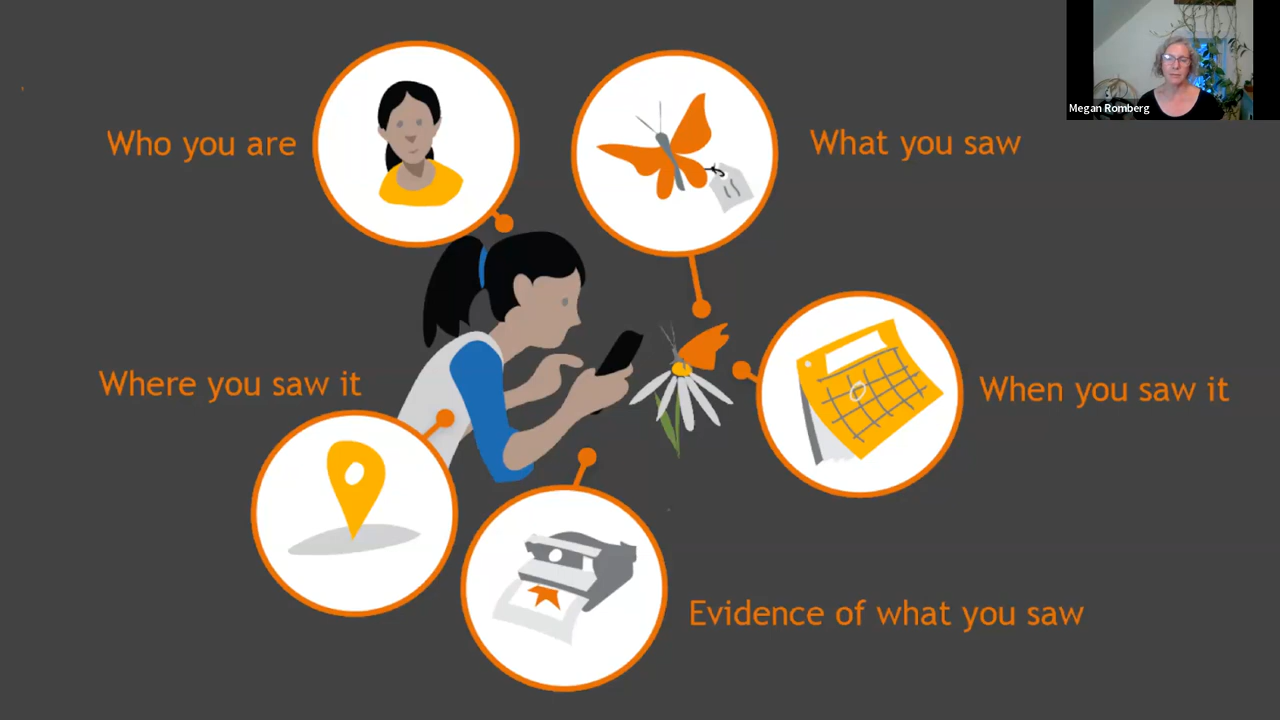 Megan Romberg
Who you are
What you saw
Where you saw it
When you saw it
Evidence of what you saw